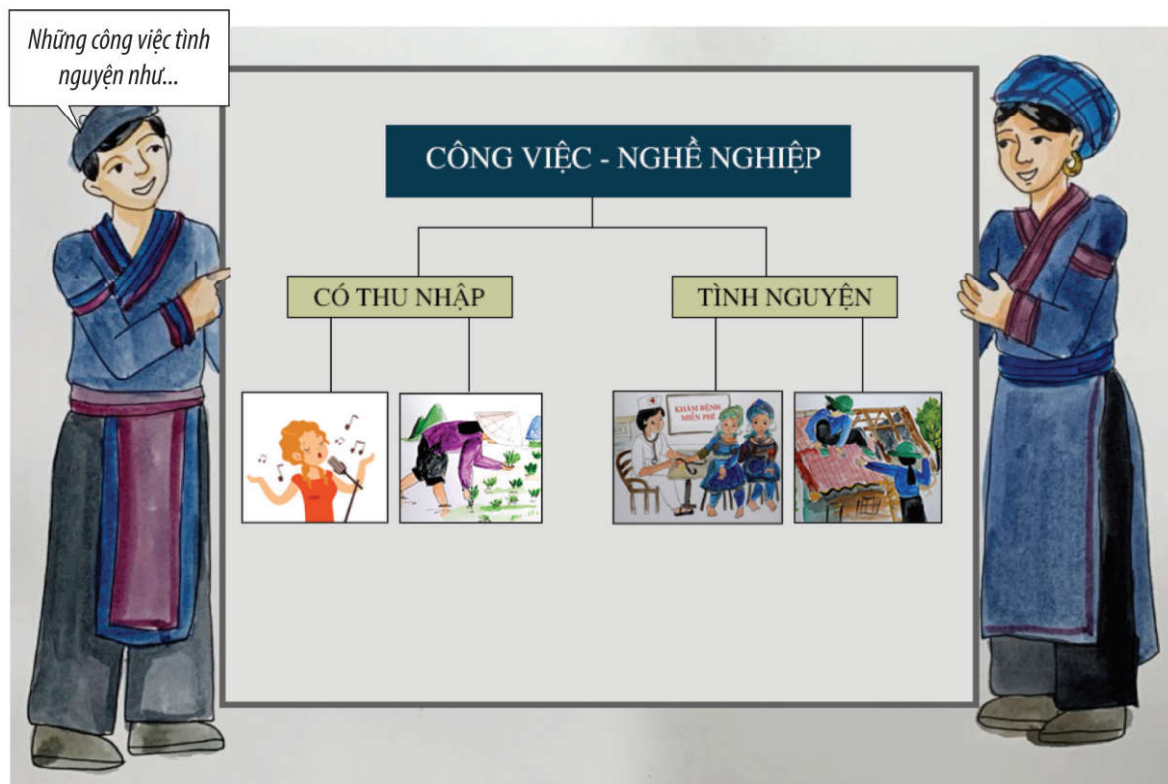 Những công việc tình
nguyện như...
CÔNG VIỆC - NGHỀ NGHIỆP
CÓ THU NHẬP
TÌNH NGUYỆN
KHÁM BỆNH
MIỄN PHÍ